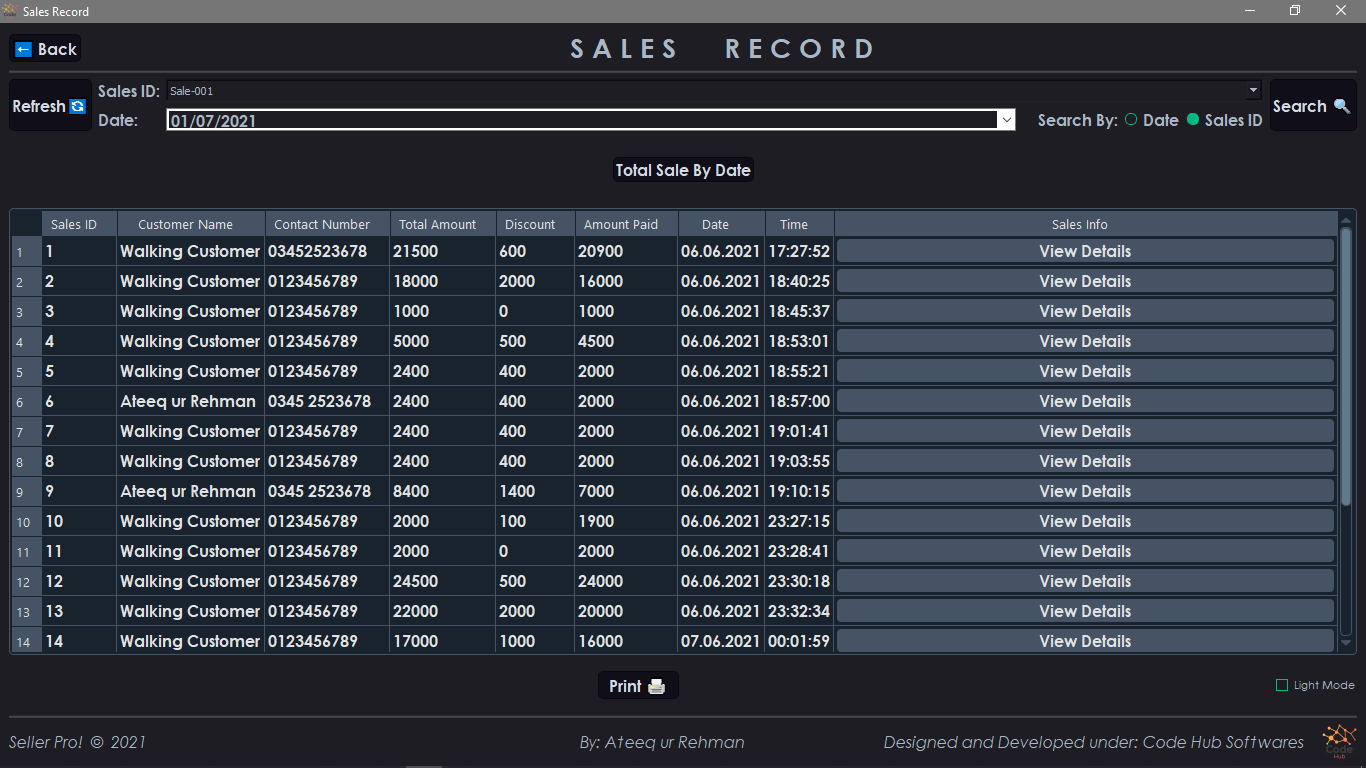 Sales Record
Back
SALES RECORD
Refresh
Sales ID: Sale-001
Search
Date: 01/07/2021
Search By: Date Sales ID
Total Sale By Date
Sales ID Customer Name Contact Number Total Amount Discount Amount Paid Date Time Sales Info
1 1 Walking Customer 03452523678 21500 600 20900 06.06.2021 17:27:52 View Details
2 2 Walking Customer 0123456789 18000 2000 16000 06.06.2021 18:40:25 View Details
3 3 Walking Customer 0123456789 1000 0 1000 06.06.2021 18:45:37 View Details
4 4 Walking Customer 0123456789 5000 500 4500 06.06.2021 18:53:01 View Details
5 5 Walking Customer 0123456789 2400 400 2000 06.06.2021 18:55:21 View Details
6 6 Ateeq ur Rehman 0345 2523678 2400 400 2000 06.06.2021 18:57:00 View Details
7 7 Walking Customer 0123456789 2400 400 2000 06.06.2021 19:01:41 View Details
8 8 Walking Customer 0123456789 2400 400 2000 06.06.2021 19:03:55 View Details
9 9 Ateeq ur Rehman 0345 2523678 8400 1400 7000 06.06.2021 19:10:15 View Details
10 10 Walking Customer 0123456789 2000 100 1900 06.06.2021 23:27:15 View Details
11 11 Walking Customer 0123456789 2000 0 2000 06.06.2021 23:28:41 View Details
12 12 Walking Customer 0123456789 24500 500 24000 06.06.2021 23:30:18 View Details
13 13 Walking Customer 0123456789 22000 2000 20000 06.06.2021 23:32:34 View Details
14 14 Walking Customer 0123456789 17000 1000 16000 07.06.2021 00:01:59 View Details
Print
Light Mode
Seller Pro! © 2021
By: Ateeq ur Rehman
Designed and Developed under: Code Hub Softwares
Code
Hub